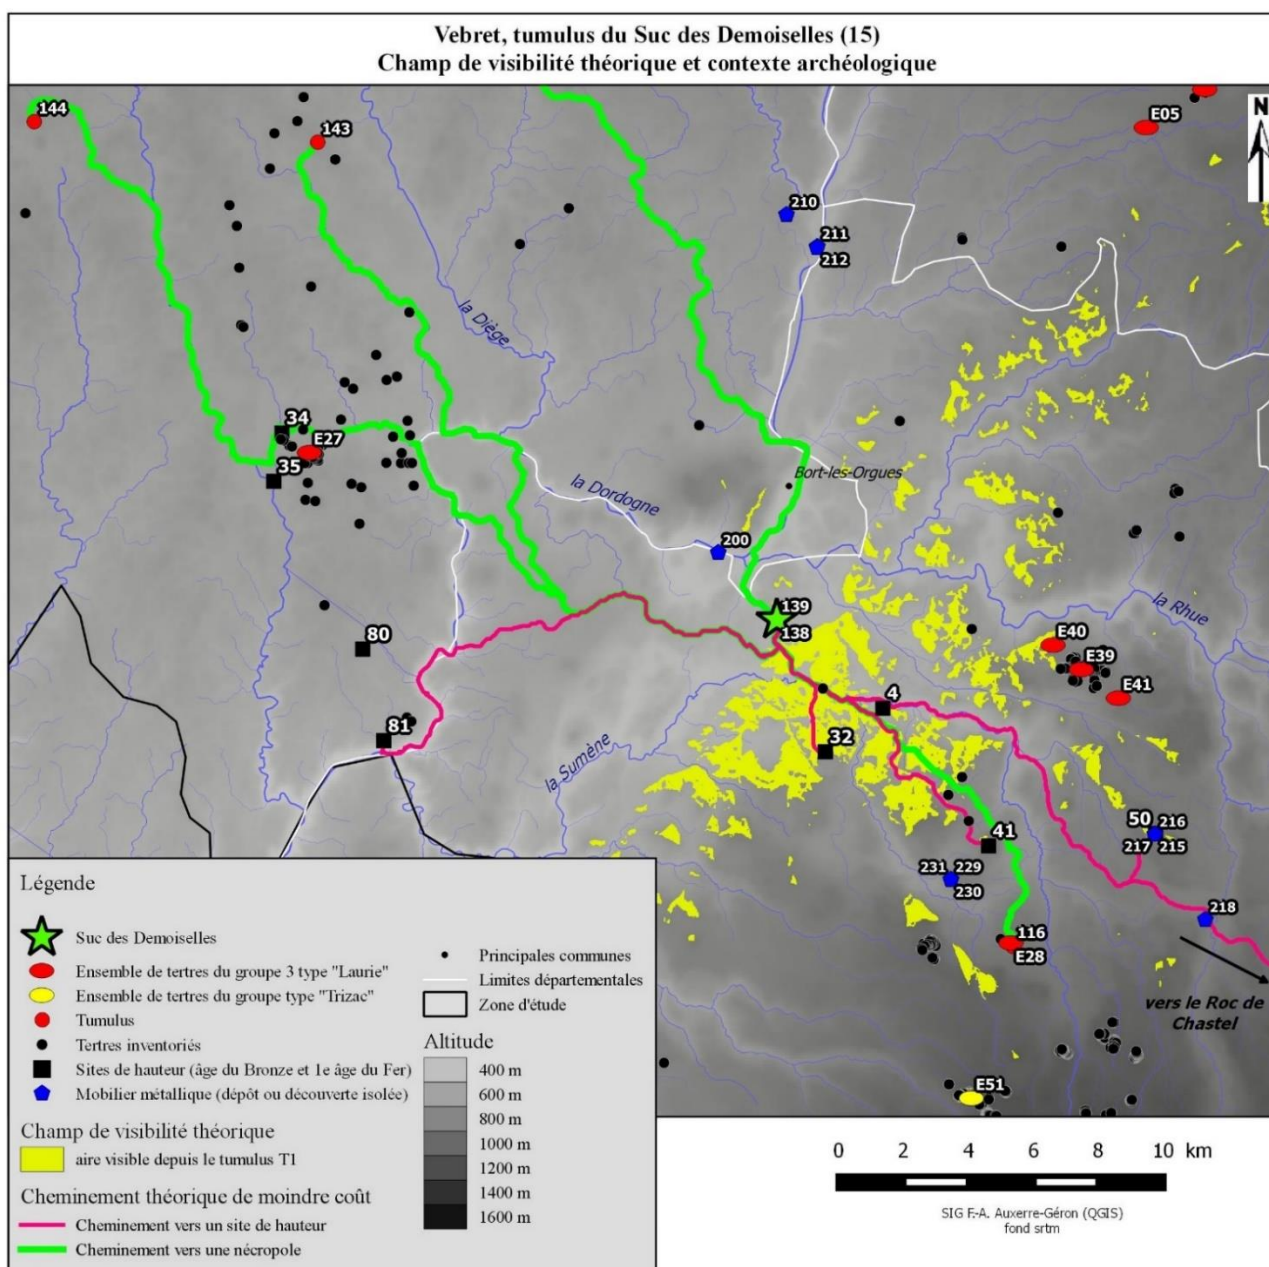 Vebret, tumulus du Suc des Demoiselles (15)
Champ de visibilité théorique et contexte archéologique
N
144
143
E05
210
211
212
la Diége
34
E27
35
Bort-les-Orgues
la Dordogne
200
la Rhue
139
138
E40
E39
E41
80
81
4
32
la Sumène
41
50
216
217
215
231
229
230
218
116
E28
vers le Roc de
Chastel
E51
Légende
Suc des Demoiselles
Ensemble de tertres du groupe 3 type "Laurie"
Ensemble de tertres du groupe type "Trizac"
Tumulus
Tertres inventoriés
Sites de hauteur (âge du Bronze et 1e âge du Fer)
Mobilier métallique (dépôt ou découverte isolée)
Champ de visibilité théorique
aire visible depuis le tumulus T1
Cheminement théorique de moindre coût
Cheminement vers un site de hauteur
Cheminement vers une nécropole
Principales communes
Limites départementales
Zone d'étude
Altitude
400 m
600 m
800 m
1000 m
1200 m
1400 m
1600 m
0 2 4 6 8 10 km
SIG F.-A. Auxerre-Géron (QGIS)
fond srtm